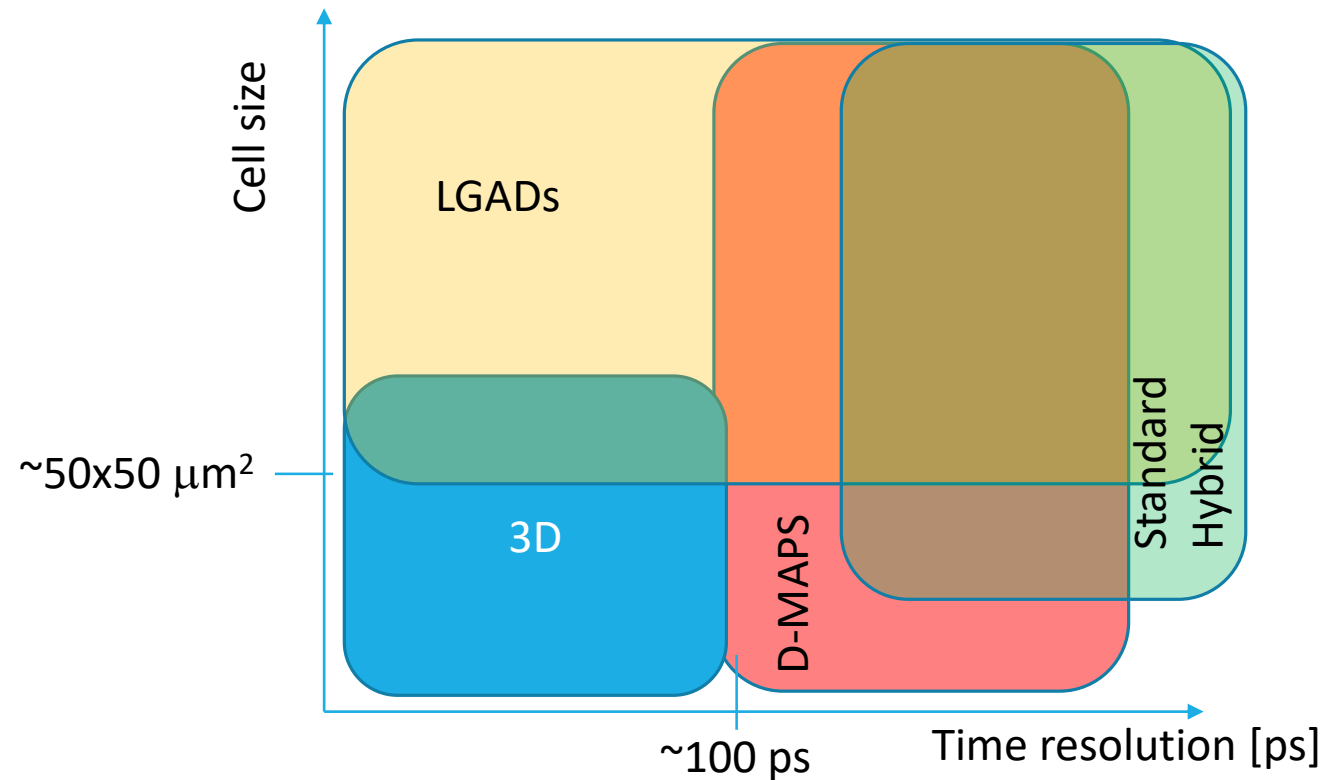 Cell size
LGADs
~50x50 μm²
3D
D-MAPS
Standard
Hybrid
~100 ps
Time resolution [ps]